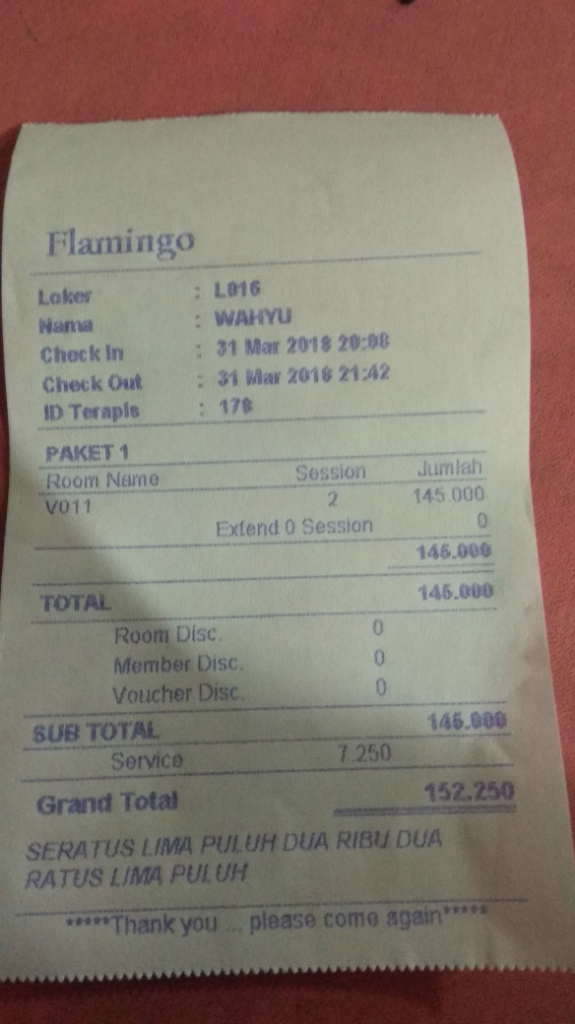 Flamingo
Loker : L016
Nama : WAHYU
Check In : 31 Mar 2018 20:08
Check Out : 31 Mar 2018 21:42
ID Terapis : 178
PAKET 1
Room Name Session Jumlah
V011 2 145.000
Extend 0 Session 0
145.000
TOTAL 145.000
Room Disc. 0
Member Disc. 0
Voucher Disc. 0
SUB TOTAL 145.000
Service 7.250
Grand Total 152.250
SERATUS LIMA PULUH DUA RIBU DUA
RATUS LIMA PULUH
*****Thank you ... please come again*****